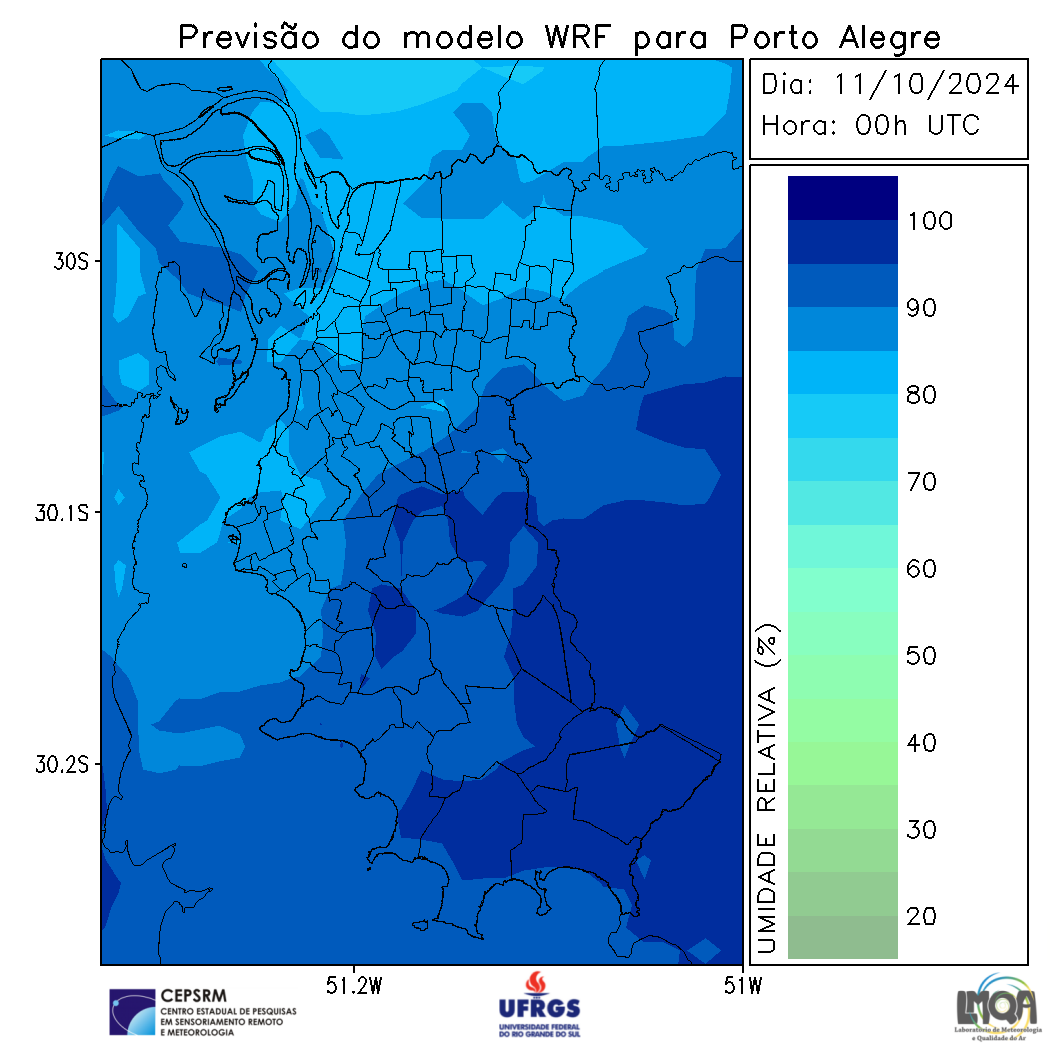 Previsão do modelo WRF para Porto Alegre
Dia: 11/10/2024
Hora: 00h UTC
30S
30.1S
30.2S
51.2W
51W
UMIDADE RELATIVA (%)
100
90
80
70
60
50
40
30
20
CEPSRM
CENTRO ESTADUAL DE PESQUISAS
EM SENSORIAMENTO REMOTO
E METEOROLOGIA
UFRGS
UNIVERSIDADE FEDERAL
DO RIO GRANDE DO SUL
LMQA
Laboratório de Meteorologia
e Qualidade do Ar